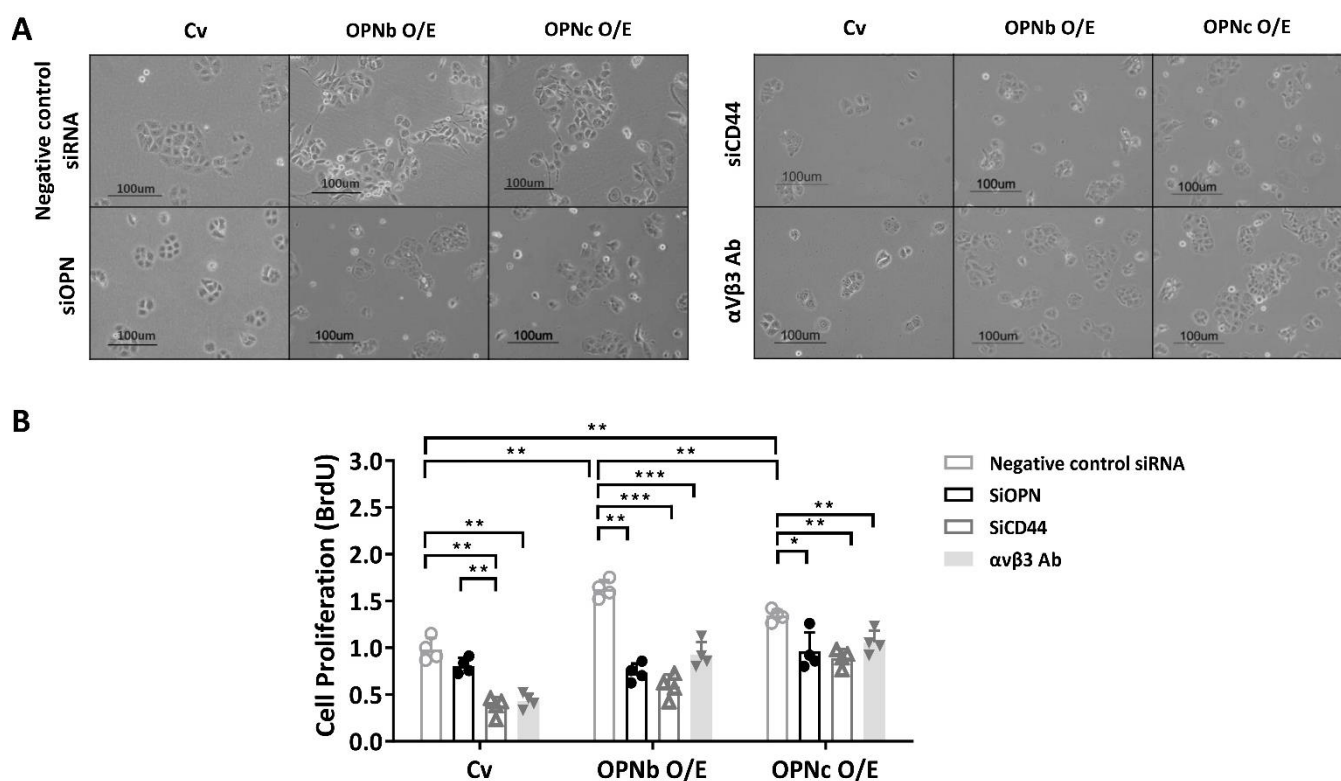 A
Cv OPNb O/E OPNc O/E
Cv OPNb O/E OPNc O/E
Negative control
siRNA
100um 100um 100um
siOPN
100um 100um 100um
siCD44
100um 100um 100um
αVβ3 Ab
100um 100um 100um
B
Cell Proliferation (BrdU)
3.0
2.5
2.0
1.5
1.0
0.5
0.0
**
** **
***
***
**
**
**
**
**
**
*
Cv OPNb O/E OPNc O/E
Negative control siRNA
SiOPN
SiCD44
αvβ3 Ab